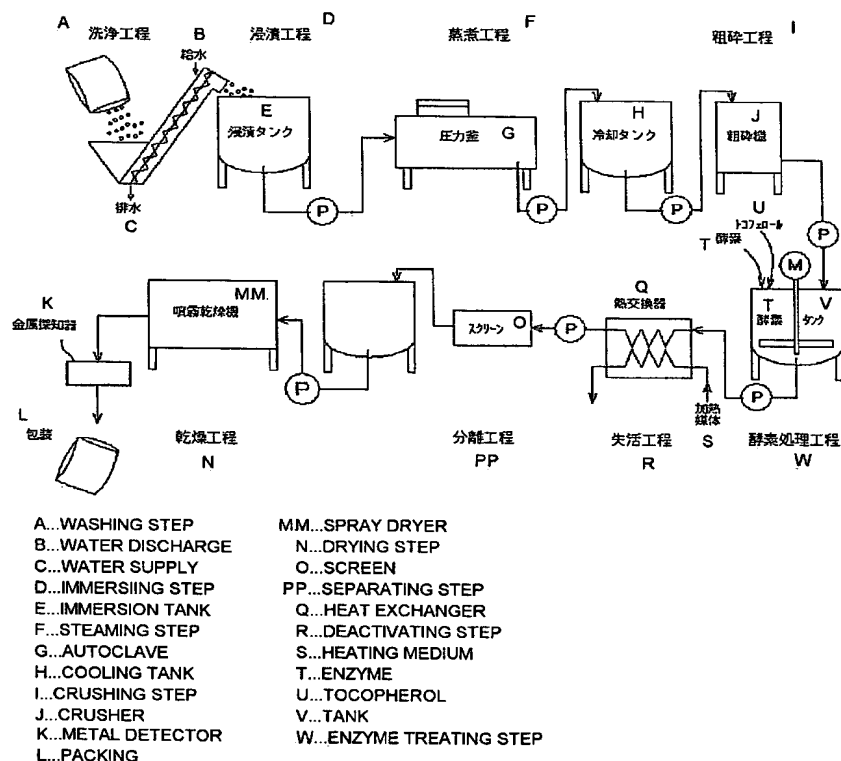 A
洗浄工程
B
給水
浸漬工程
D
蒸煮工程
F
粗砕工程
I
E
浸漬タンク
圧力釜
G
H
冷却タンク
J
粗砕機
P
P
P
P
排水
C
U
トコフェロール
T 酵素
M
T
酵素
タンク
V
K
金属探知器
噴霧乾燥機
MM.
スクリーン
O
Q
熱交換器
P
P
P
L
包装
乾燥工程
N
分離工程
PP
失活工程
R
加熱
媒体
S
酵素処理工程
W
A...WASHING STEP
B...WATER DISCHARGE
C...WATER SUPPLY
D...IMMERSIING STEP
E...IMMERSION TANK
F...STEAMING STEP
G...AUTOCLAVE
H...COOLING TANK
I...CRUSHING STEP
J...CRUSHER
K...METAL DETECTOR
L...PACKING
MM...SPRAY DRYER
N...DRYING STEP
O...SCREEN
PP...SEPARATING STEP
Q...HEAT EXCHANGER
R...DEACTIVATING STEP
S...HEATING MEDIUM
T...ENZYME
U...TOCOPHEROL
V...TANK
W...ENZYME TREATING STEP